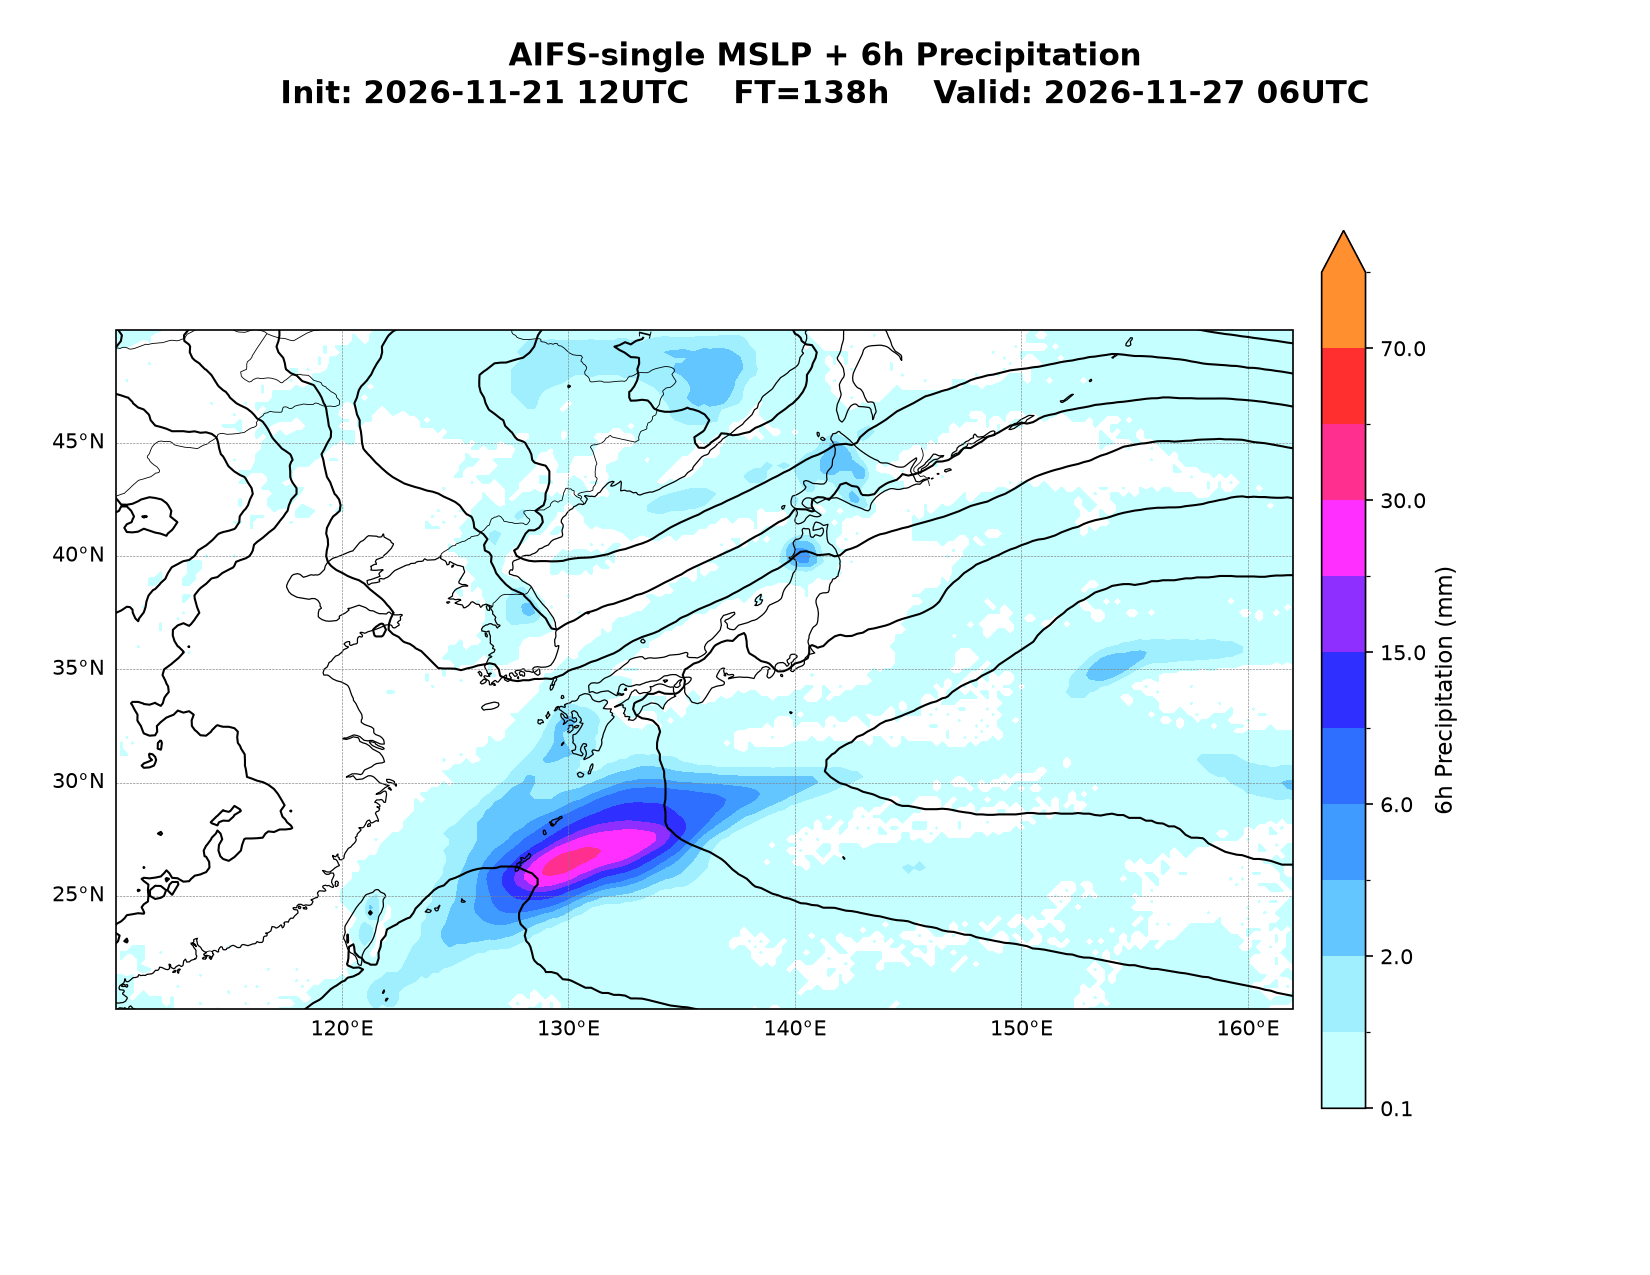 AIFS-single MSLP + 6h Precipitation
Init: 2026-11-21 12UTC    FT=138h    Valid: 2026-11-27 06UTC
45°N
40°N
35°N
30°N
25°N
120°E
130°E
140°E
150°E
160°E
70.0
30.0
15.0
6.0
2.0
0.1
6h Precipitation (mm)